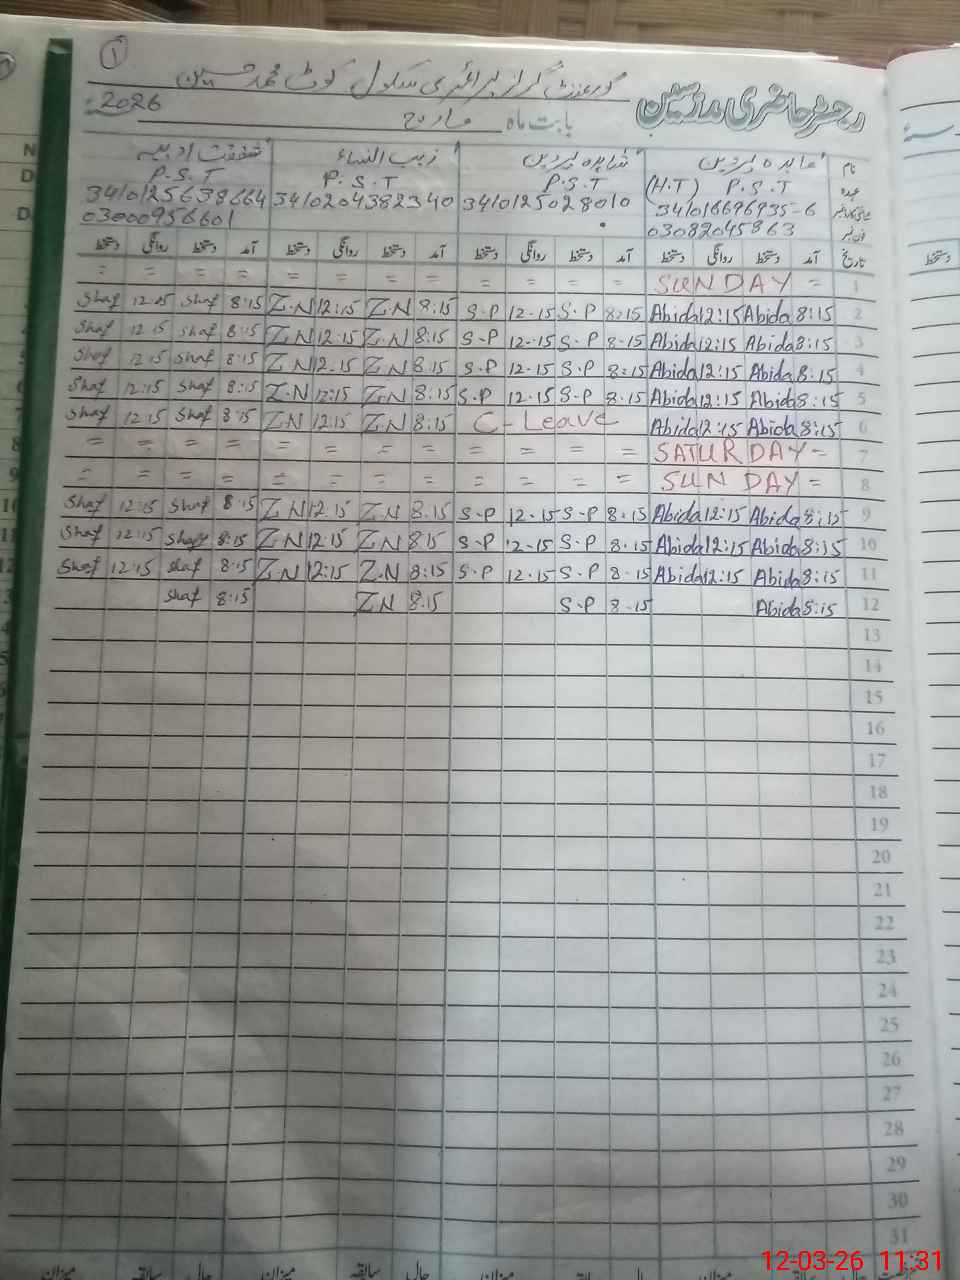 ۱
گورنمنٹ گرلز پرائمری سکول کوٹ محمد حسین
رجسٹر حاضری مدرسین
بابت ماہ مارچ 2026
نام عابدہ پروین شاہدہ پروین زیب النساء شفقت ادیبہ
عہدہ (H.T) P.S.T P.S.T P.S.T P.S.T
341016696935-6 3410125028010 3410204382340 3410125638664
فون نمبر 03082045863 03000956601
تاریخ آمد دستخط روانگی دستخط آمد دستخط روانگی دستخط آمد دستخط روانگی دستخط آمد دستخط روانگی دستخط
= = = = = = = = = = = = SUNDAY = 1
Shaf 12:15 Shaf 8:15 Z.N 12:15 Z.N 8:15 S.P 12-15 S.P 8:15 Abida 12:15 Abida 8:15 2
Shaf 12:15 Shaf 8:15 Z.N 12:15 Z.N 8:15 S.P 12-15 S.P 8-15 Abida 12:15 Abida 8:15 3
Shaf 12:15 Shaf 8:15 Z.N 12.15 Z.N 8:15 S.P 12-15 S.P 8:15 Abida 12:15 Abida 8:15 4
Shaf 12:15 Shaf 8:15 Z.N 12:15 Z.N 8:15 S.P 12-15 S.P 8-15 Abida 12:15 Abida 8:15 5
Shaf 12:15 Shaf 8:15 Z.N 12:15 Z.N 8:15 C-Leave Abida 12:15 Abida 8:15 6
= = = = = = = = = = = = SATURDAY = 7
= = = = = = = = = = = = SUNDAY = 8
Shaf 12:15 Shaf 8:15 Z.N 12.15 Z.N 8:15 S-P 12-15 S-P 8-15 Abida 12:15 Abida 8:15 9
Shaf 12:15 Shaf 8:15 Z.N 12:15 Z.N 8:15 S-P 12-15 S.P 8-15 Abida 12:15 Abida 8:15 10
Shaf 12:15 Shaf 8:15 Z.N 12:15 Z.N 8:15 S-P 12-15 S.P 8-15 Abida 12:15 Abida 8:15 11
Shaf 8:15 Z.N 8:15 S.P 8-15 Abida 8:15 12
13
14
15
16
17
18
19
20
21
22
23
24
25
26
27
28
29
30
31
حال سابقہ میزان حال سابقہ میزان
12-03-26 11:31